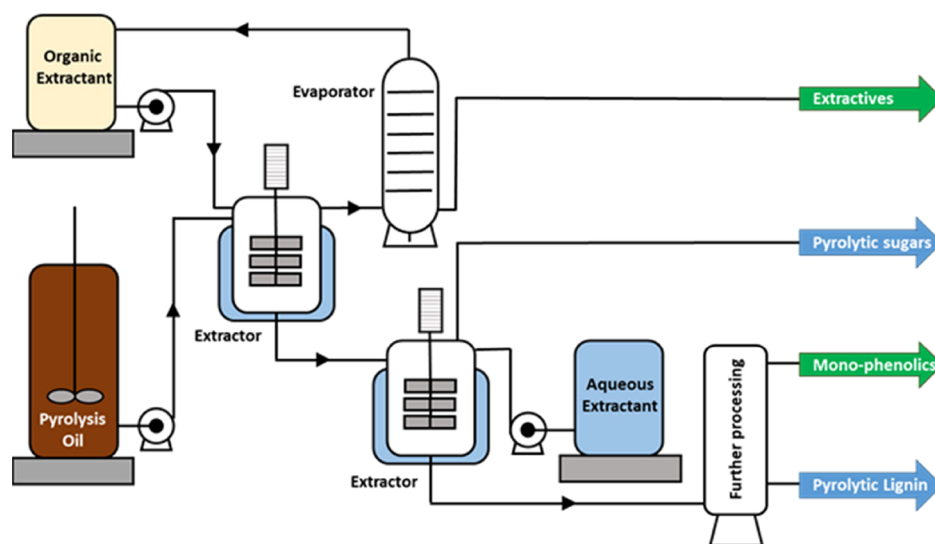 Organic
Extractant
Evaporator
Extractives
Pyrolytic sugars
Extractor
Pyrolysis
Oil
Aqueous
Extractant
Extractor
Further processing
Mono-phenolics
Pyrolytic Lignin